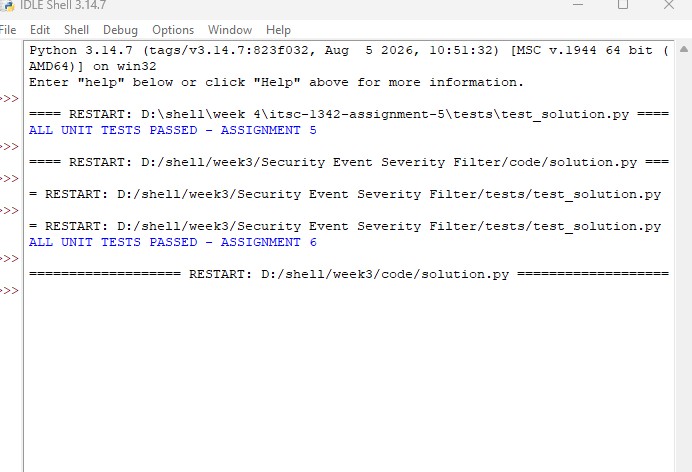 IDLE Shell 3.14.7
File Edit Shell Debug Options Window Help
Python 3.14.7 (tags/v3.14.7:823f032, Aug  5 2026, 10:51:32) [MSC v.1944 64 bit (
AMD64)] on win32
Enter "help" below or click "Help" above for more information.
>>>
==== RESTART: D:\shell\week 4\itsc-1342-assignment-5\tests\test_solution.py ====
ALL UNIT TESTS PASSED - ASSIGNMENT 5
>>>
==== RESTART: D:/shell/week3/Security Event Severity Filter/code/solution.py ===
>>>
= RESTART: D:/shell/week3/Security Event Severity Filter/tests/test_solution.py
>>>
= RESTART: D:/shell/week3/Security Event Severity Filter/tests/test_solution.py
ALL UNIT TESTS PASSED - ASSIGNMENT 6
>>>
=================== RESTART: D:/shell/week3/code/solution.py ===================
>>>